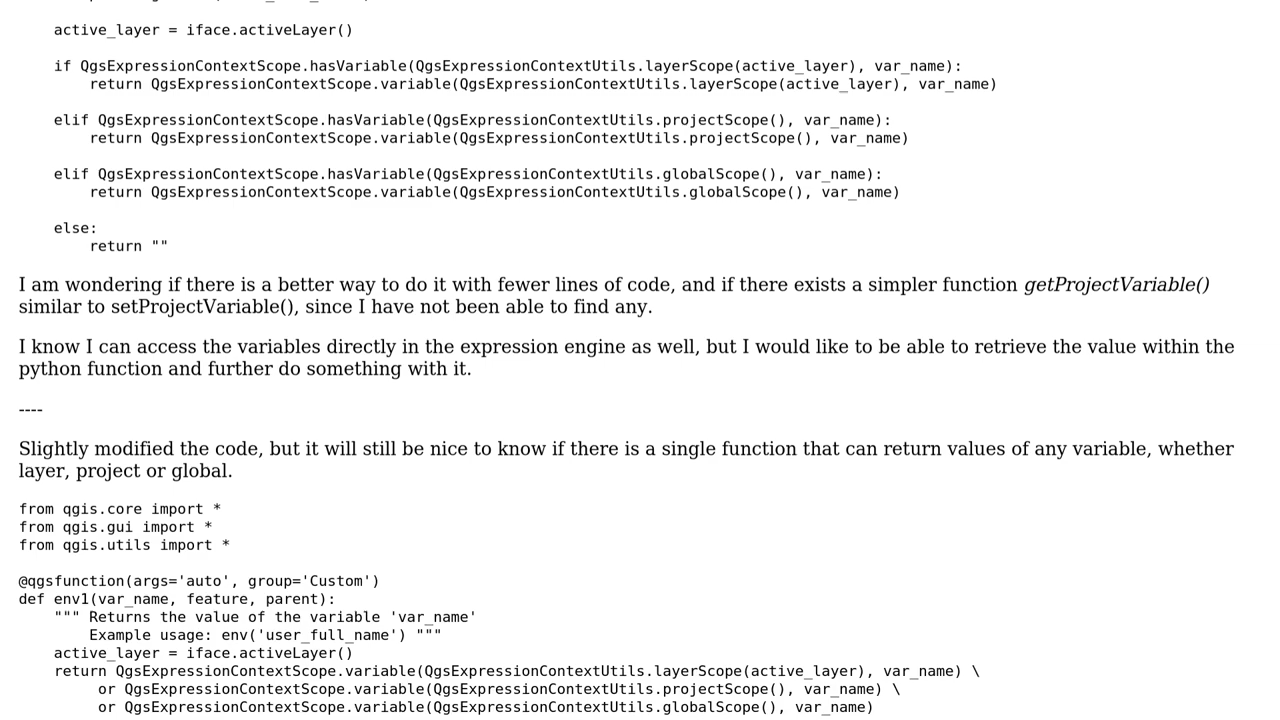 active_layer = iface.activeLayer()

    if QgsExpressionContextScope.hasVariable(QgsExpressionContextUtils.layerScope(active_layer), var_name):
        return QgsExpressionContextScope.variable(QgsExpressionContextUtils.layerScope(active_layer), var_name)

    elif QgsExpressionContextScope.hasVariable(QgsExpressionContextUtils.projectScope(), var_name):
        return QgsExpressionContextScope.variable(QgsExpressionContextUtils.projectScope(), var_name)

    elif QgsExpressionContextScope.hasVariable(QgsExpressionContextUtils.globalScope(), var_name):
        return QgsExpressionContextScope.variable(QgsExpressionContextUtils.globalScope(), var_name)

    else:
        return ""

I am wondering if there is a better way to do it with fewer lines of code, and if there exists a simpler function getProjectVariable()
similar to setProjectVariable(), since I have not been able to find any.

I know I can access the variables directly in the expression engine as well, but I would like to be able to retrieve the value within the
python function and further do something with it.

----

Slightly modified the code, but it will still be nice to know if there is a single function that can return values of any variable, whether
layer, project or global.

from qgis.core import *
from qgis.gui import *
from qgis.utils import *

@qgsfunction(args='auto', group='Custom')
def env1(var_name, feature, parent):
    """ Returns the value of the variable 'var_name'
        Example usage: env('user_full_name') """
    active_layer = iface.activeLayer()
    return QgsExpressionContextScope.variable(QgsExpressionContextUtils.layerScope(active_layer), var_name) \
         or QgsExpressionContextScope.variable(QgsExpressionContextUtils.projectScope(), var_name) \
         or QgsExpressionContextScope.variable(QgsExpressionContextUtils.globalScope(), var_name)